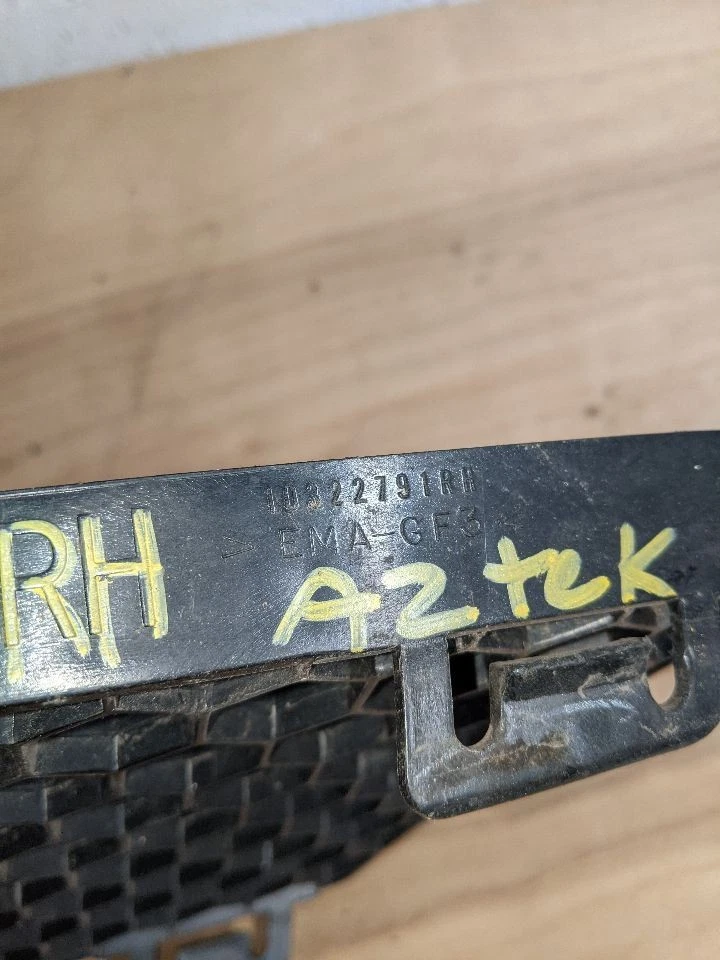 10322791RH
> EMA-GF3 <
RH
AztEK